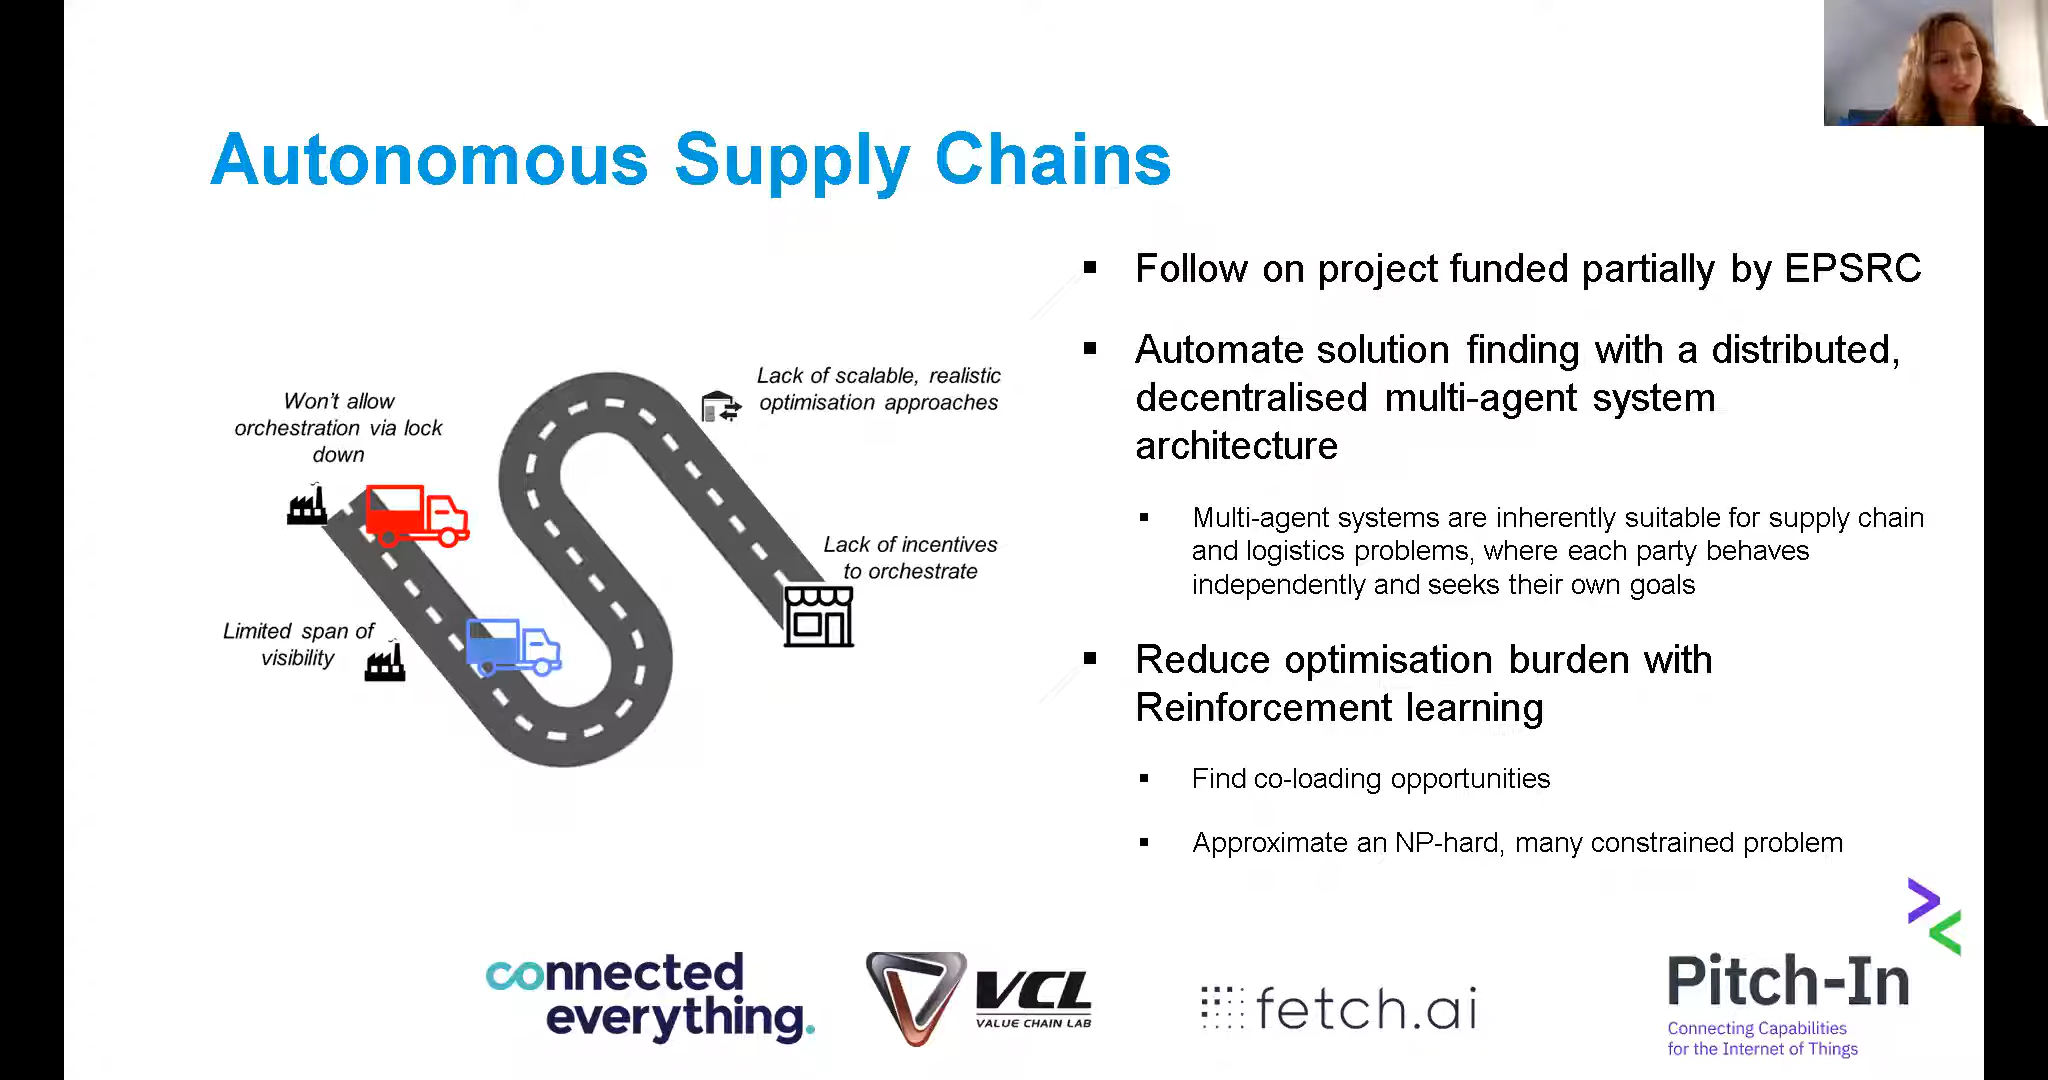 Autonomous Supply Chains
Won't allow
orchestration via lock
down
Limited span of
visibility
Lack of scalable, realistic
optimisation approaches
Lack of incentives
to orchestrate
▪ Follow on project funded partially by EPSRC
▪ Automate solution finding with a distributed,
decentralised multi-agent system
architecture
▪ Multi-agent systems are inherently suitable for supply chain
and logistics problems, where each party behaves
independently and seeks their own goals
▪ Reduce optimisation burden with
Reinforcement learning
▪ Find co-loading opportunities
▪ Approximate an NP-hard, many constrained problem
connected
everything.
VCL
VALUE CHAIN LAB
fetch.ai
Pitch-In
Connecting Capabilities
for the Internet of Things